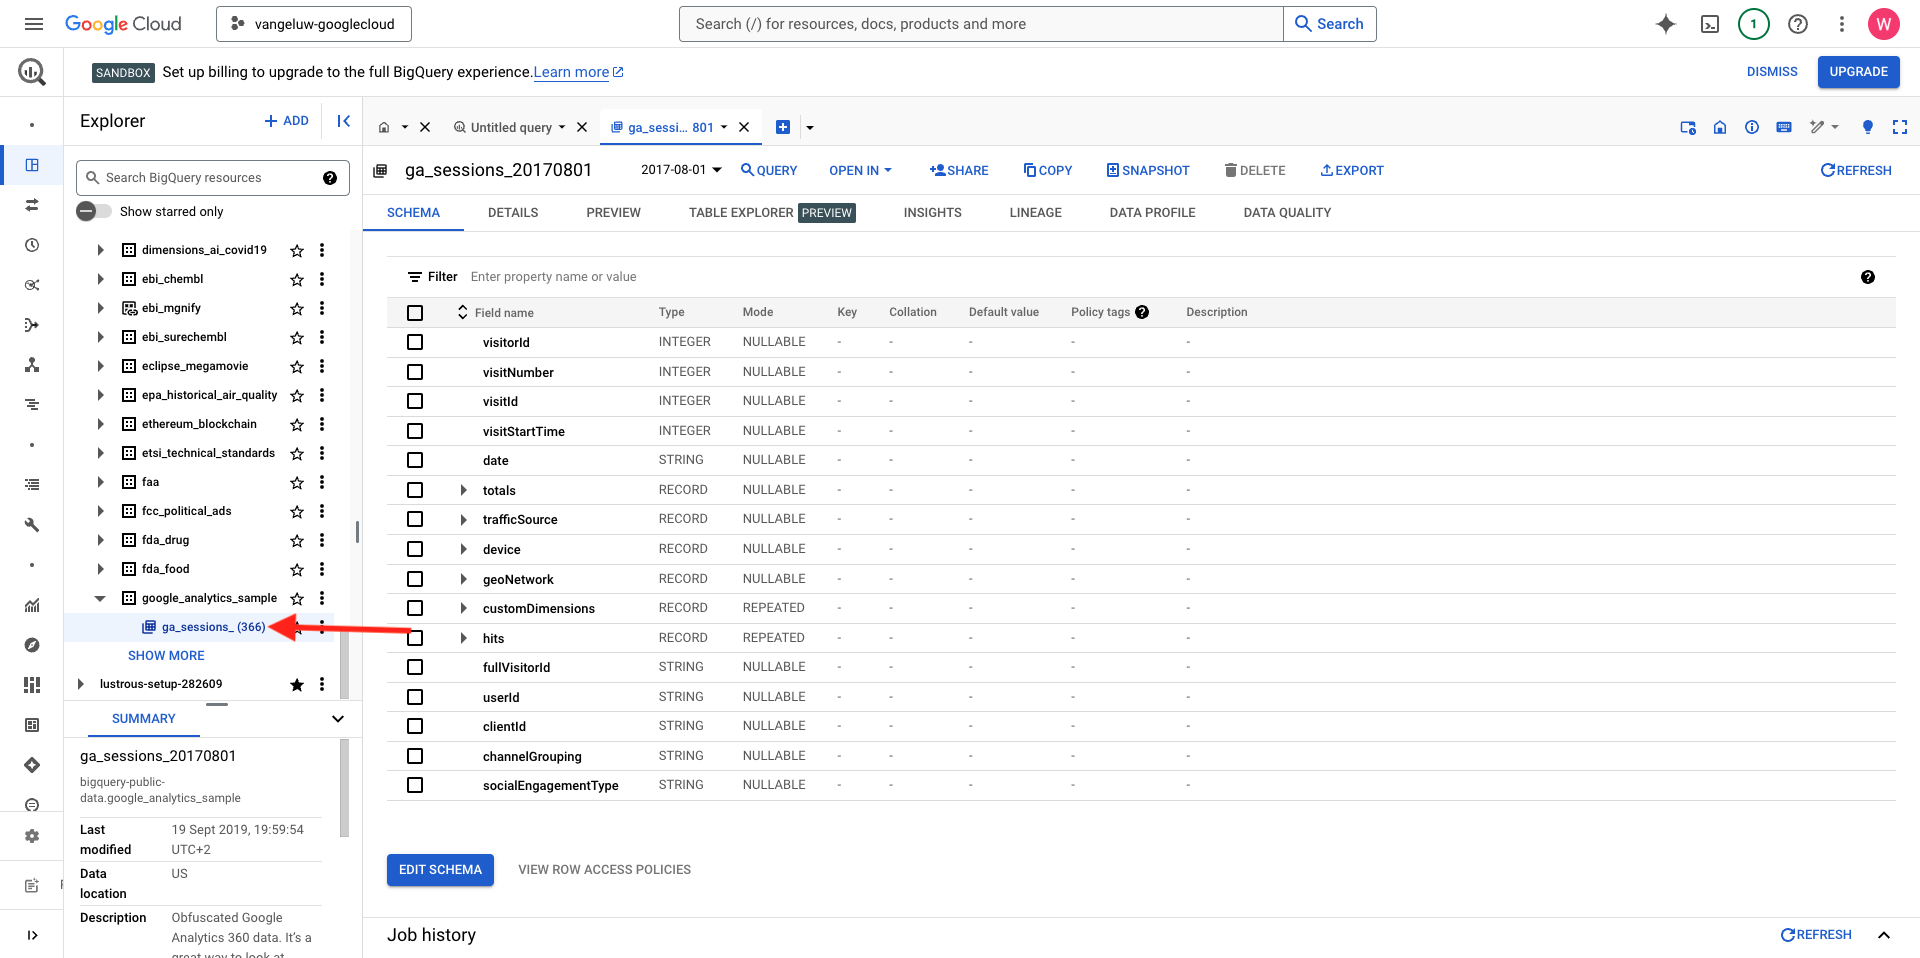 Google Cloud
vangeluw-googlecloud
Search (/) for resources, docs, products and more
Search
1
W
SANDBOX Set up billing to upgrade to the full BigQuery experience. Learn more
DISMISS
UPGRADE
Explorer
ADD
Untitled query
ga_sessi... 801
Search BigQuery resources
ga_sessions_20170801
2017-08-01
QUERY
OPEN IN
SHARE
COPY
SNAPSHOT
DELETE
EXPORT
REFRESH
Show starred only
SCHEMA
DETAILS
PREVIEW
TABLE EXPLORER PREVIEW
INSIGHTS
LINEAGE
DATA PROFILE
DATA QUALITY
dimensions_ai_covid19
ebi_chembl
ebi_mgnify
ebi_surechembl
eclipse_megamovie
epa_historical_air_quality
ethereum_blockchain
etsi_technical_standards
faa
fcc_political_ads
fda_drug
fda_food
google_analytics_sample
ga_sessions_ (366)
SHOW MORE
lustrous-setup-282609
Filter Enter property name or value
Field name Type Mode Key Collation Default value Policy tags Description
visitorId INTEGER NULLABLE - - - - -
visitNumber INTEGER NULLABLE - - - - -
visitId INTEGER NULLABLE - - - - -
visitStartTime INTEGER NULLABLE - - - - -
date STRING NULLABLE - - - - -
totals RECORD NULLABLE - - - - -
trafficSource RECORD NULLABLE - - - - -
device RECORD NULLABLE - - - - -
geoNetwork RECORD NULLABLE - - - - -
customDimensions RECORD REPEATED - - - - -
hits RECORD REPEATED - - - - -
fullVisitorId STRING NULLABLE - - - - -
userId STRING NULLABLE - - - - -
clientId STRING NULLABLE - - - - -
channelGrouping STRING NULLABLE - - - - -
socialEngagementType STRING NULLABLE - - - - -
SUMMARY
ga_sessions_20170801
bigquery-public-
data.google_analytics_sample
Last modified 19 Sept 2019, 19:59:54 UTC+2
Data location US
Description Obfuscated Google
Analytics 360 data. It's a
great way to look at
EDIT SCHEMA
VIEW ROW ACCESS POLICIES
Job history
REFRESH